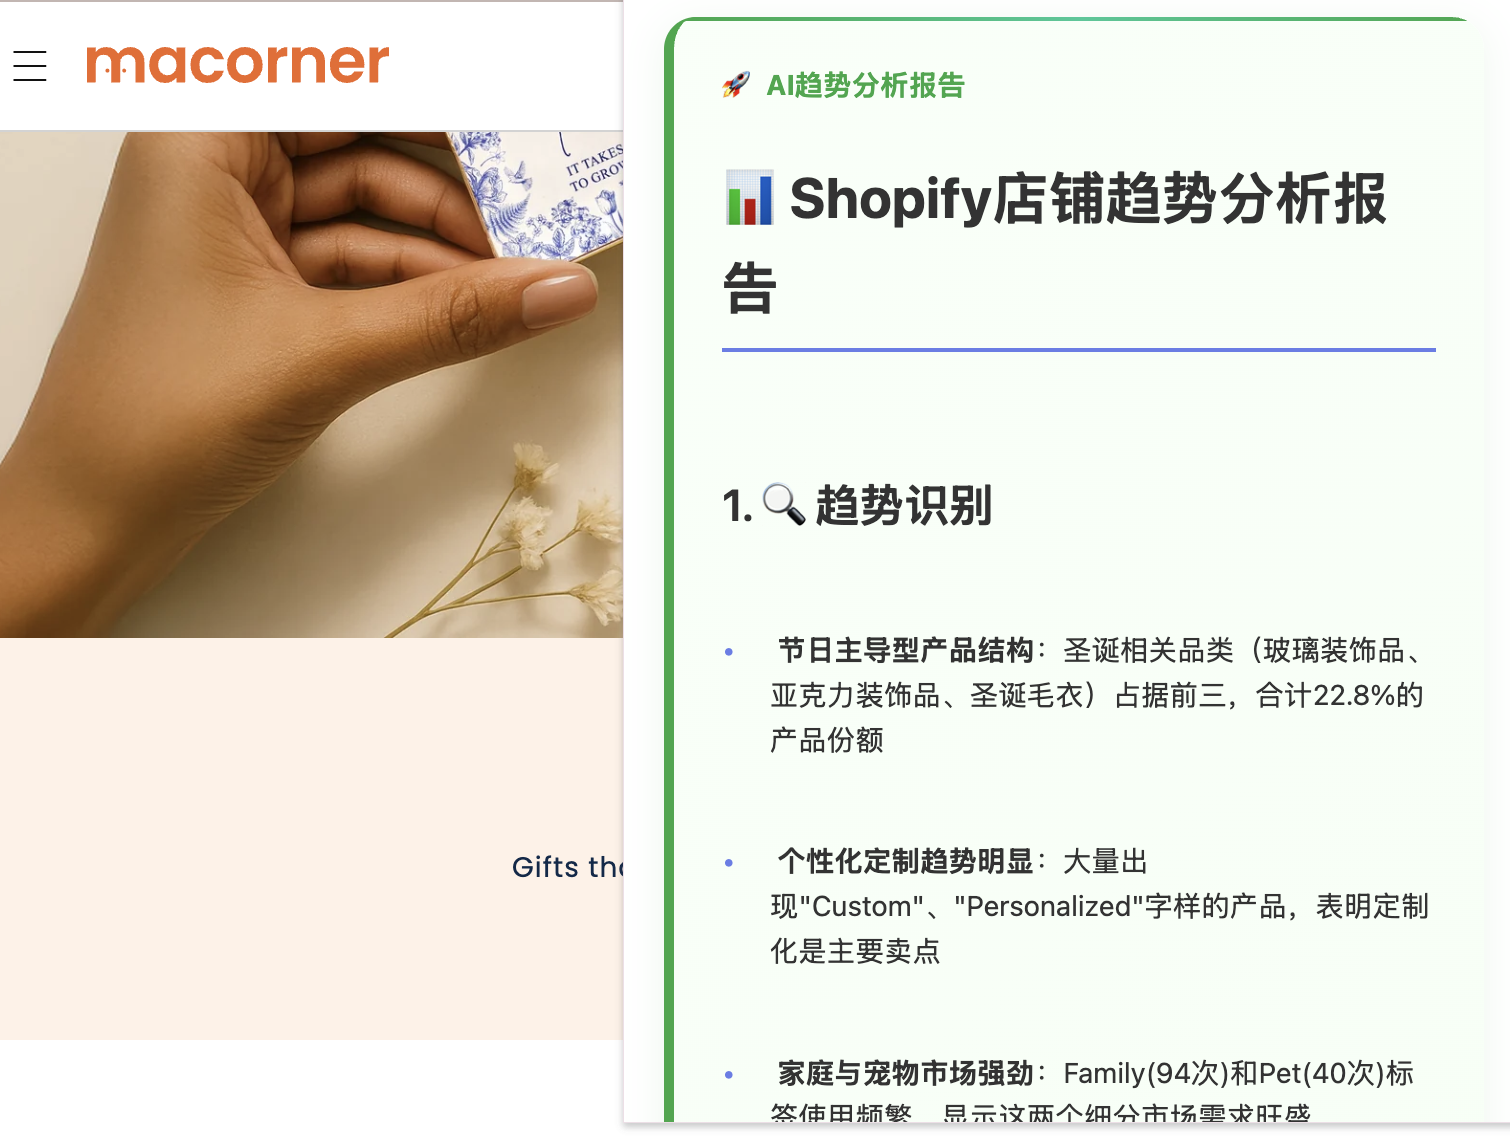 macorner
IT TAKES
TO GROW
Gifts tha
🚀 AI趋势分析报告
📊 Shopify店铺趋势分析报
告
1.🔍 趋势识别
• 节日主导型产品结构：圣诞相关品类（玻璃装饰品、
亚克力装饰品、圣诞毛衣）占据前三，合计22.8%的
产品份额
• 个性化定制趋势明显：大量出
现"Custom"、"Personalized"字样的产品，表明定制
化是主要卖点
• 家庭与宠物市场强劲：Family(94次)和Pet(40次)标
签使用频繁，显示这两个细分市场需求旺盛